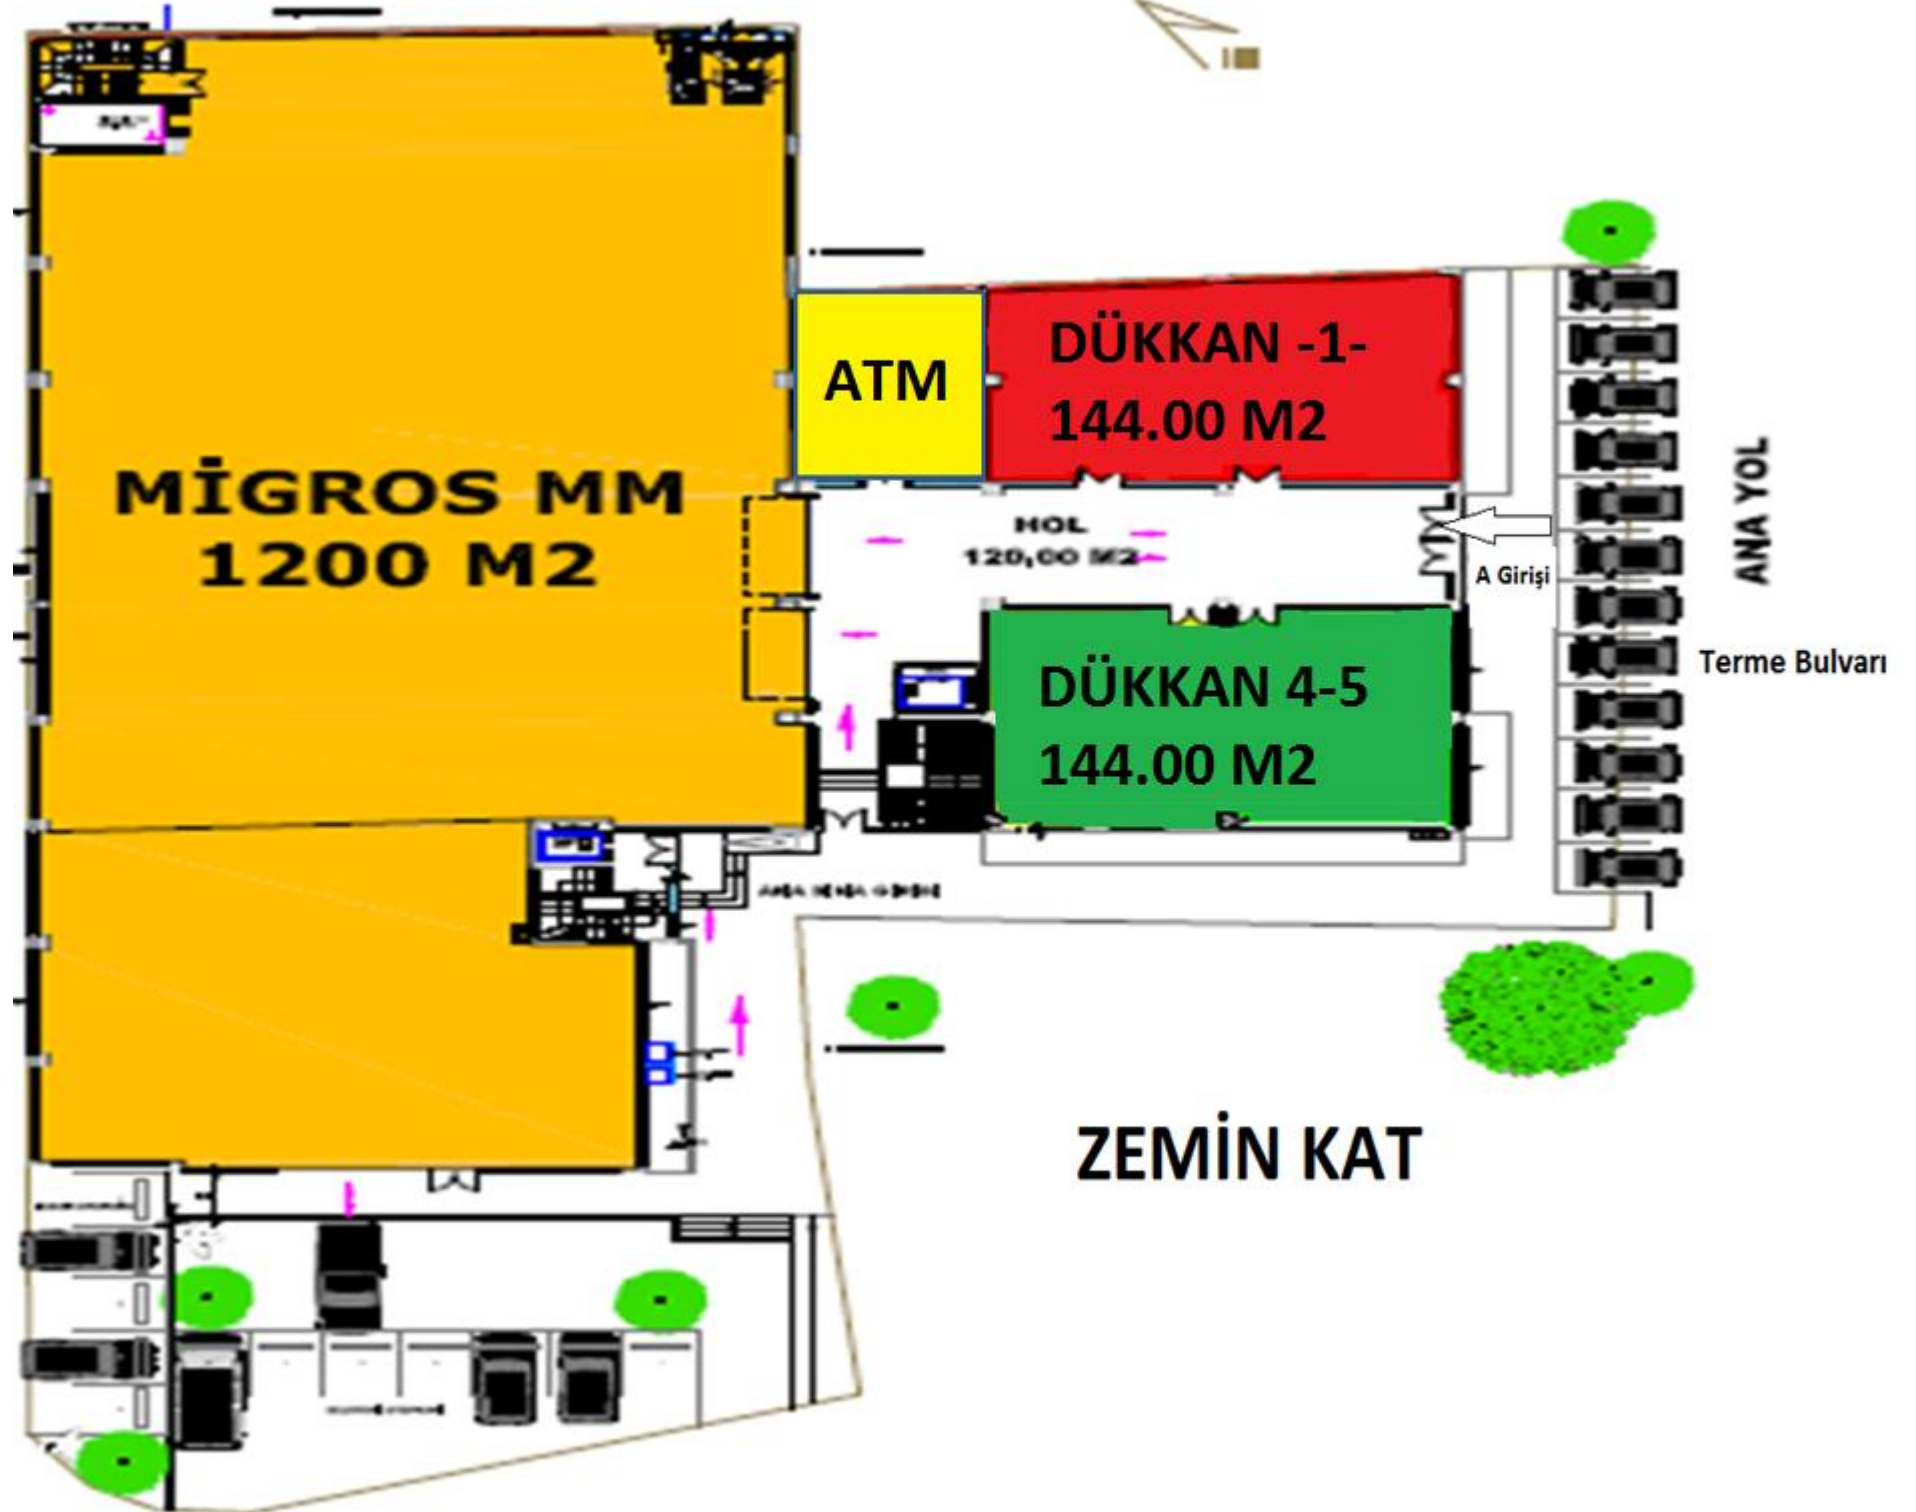 DÜKKAN -1-
144.00 M2
ATM
MİGROS MM
1200 M2
HOL
120,00 M2
A Girişi
ANA YOL
Terme Bulvarı
DÜKKAN 4-5
144.00 M2
ZEMİN KAT